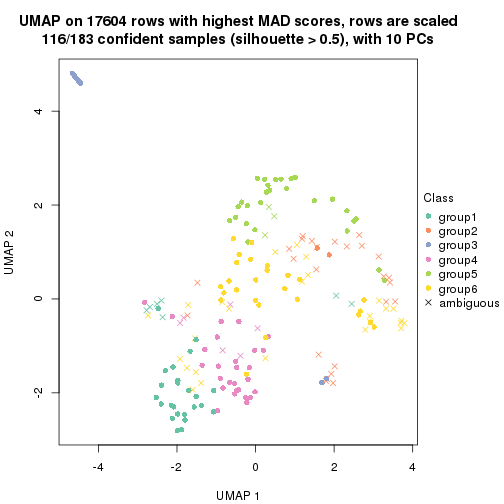 UMAP on 17604 rows with highest MAD scores, rows are scaled
116/183 confident samples (silhouette > 0.5), with 10 PCs
4
2
0
-2
UMAP 2
-4
-2
0
2
4
UMAP 1
Class
group1
group2
group3
group4
group5
group6
ambiguous